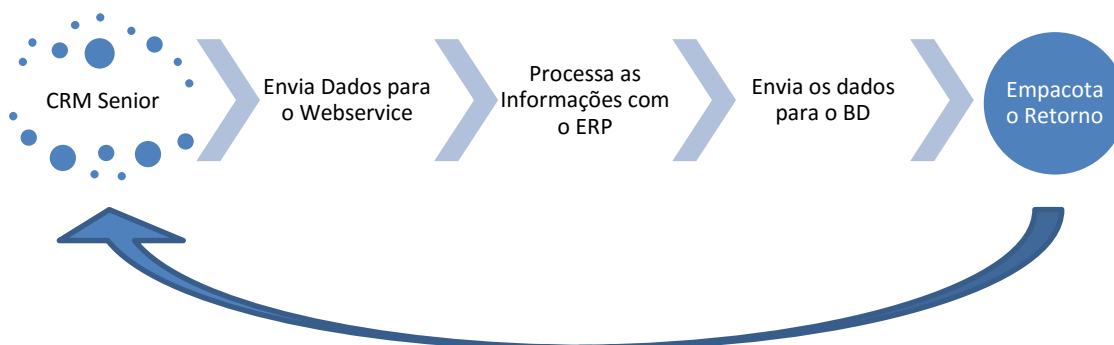 CRM Senior
Envia Dados para
o Webservice
Processa as
Informações com
o ERP
Envia os dados
para o BD
Empacota
o Retorno